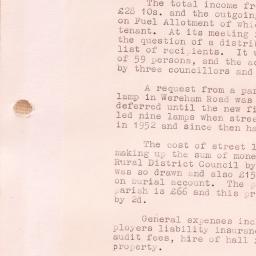 The total income fr
£28 10s. and the outgoing
on Fuel Allotment of whi
tenant. At its meeting
the question of a distrib
list of recipients. It w
of 59 persons, and the ac
by three councillors and
A request from a par
lamp in Wereham Road was
deferred until the new fi
led nine lamps when stree
in 1952 and since then ha
The cost of street l
making up the sum of mone
Rural District Council by
was so drawn and also £15
on burial account. The p
parish is £66 and this pr
by 2d.
General expenses inc
ployers liability insuran
audit fees, hire of hall
property.